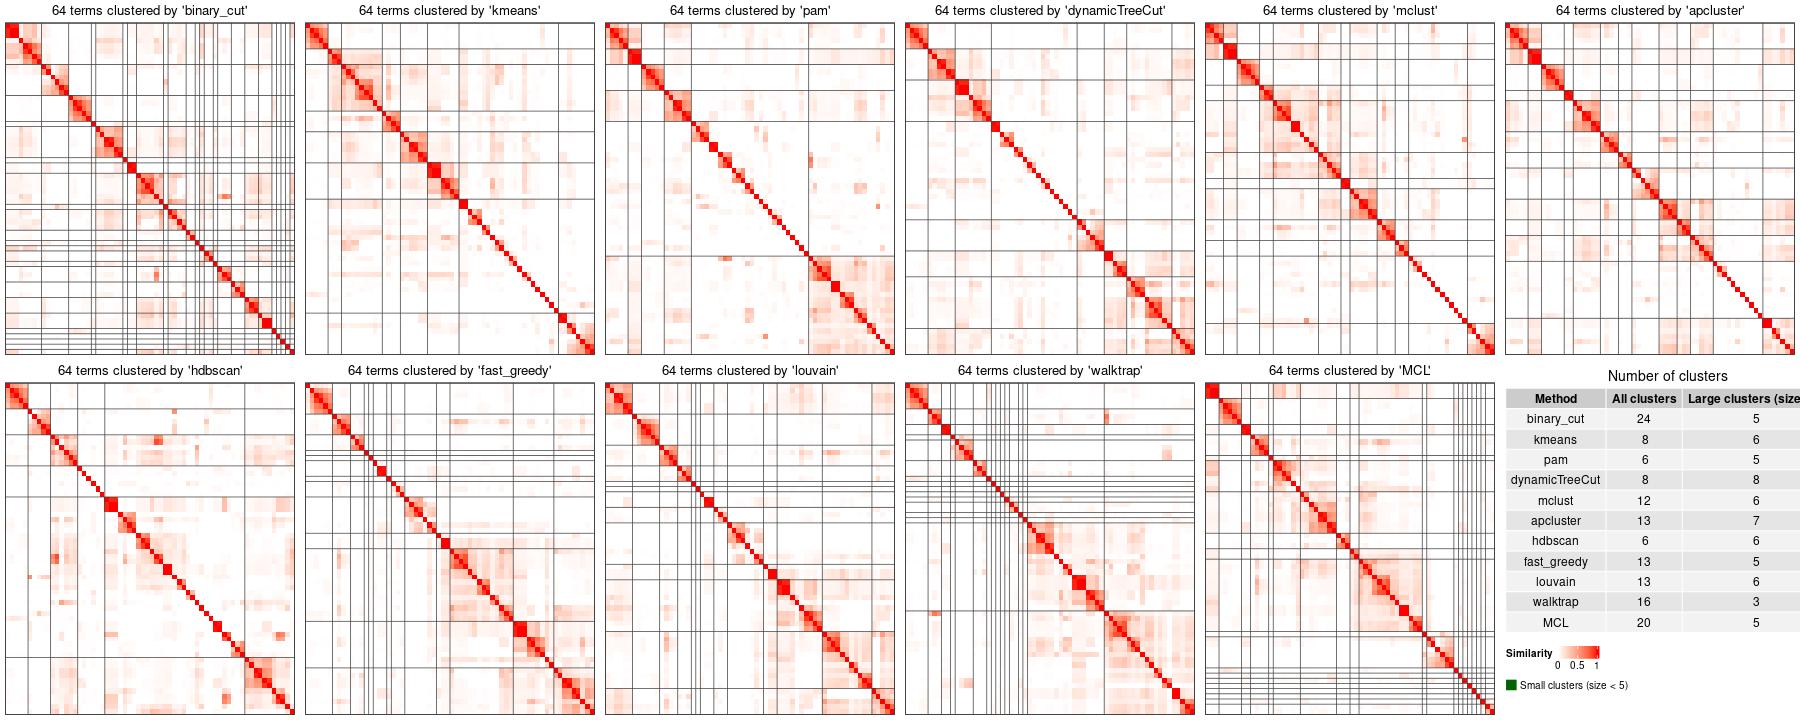 64 terms clustered by 'binary_cut'
64 terms clustered by 'kmeans'
64 terms clustered by 'pam'
64 terms clustered by 'dynamicTreeCut'
64 terms clustered by 'mclust'
64 terms clustered by 'apcluster'
64 terms clustered by 'hdbscan'
64 terms clustered by 'fast_greedy'
64 terms clustered by 'louvain'
64 terms clustered by 'walktrap'
64 terms clustered by 'MCL'
Number of clusters
Method All clusters Large clusters (size
binary_cut 24 5
kmeans 8 6
pam 6 5
dynamicTreeCut 8 8
mclust 12 6
apcluster 13 7
hdbscan 6 6
fast_greedy 13 5
louvain 13 6
walktrap 16 3
MCL 20 5
Similarity
0 0.5 1
Small clusters (size < 5)